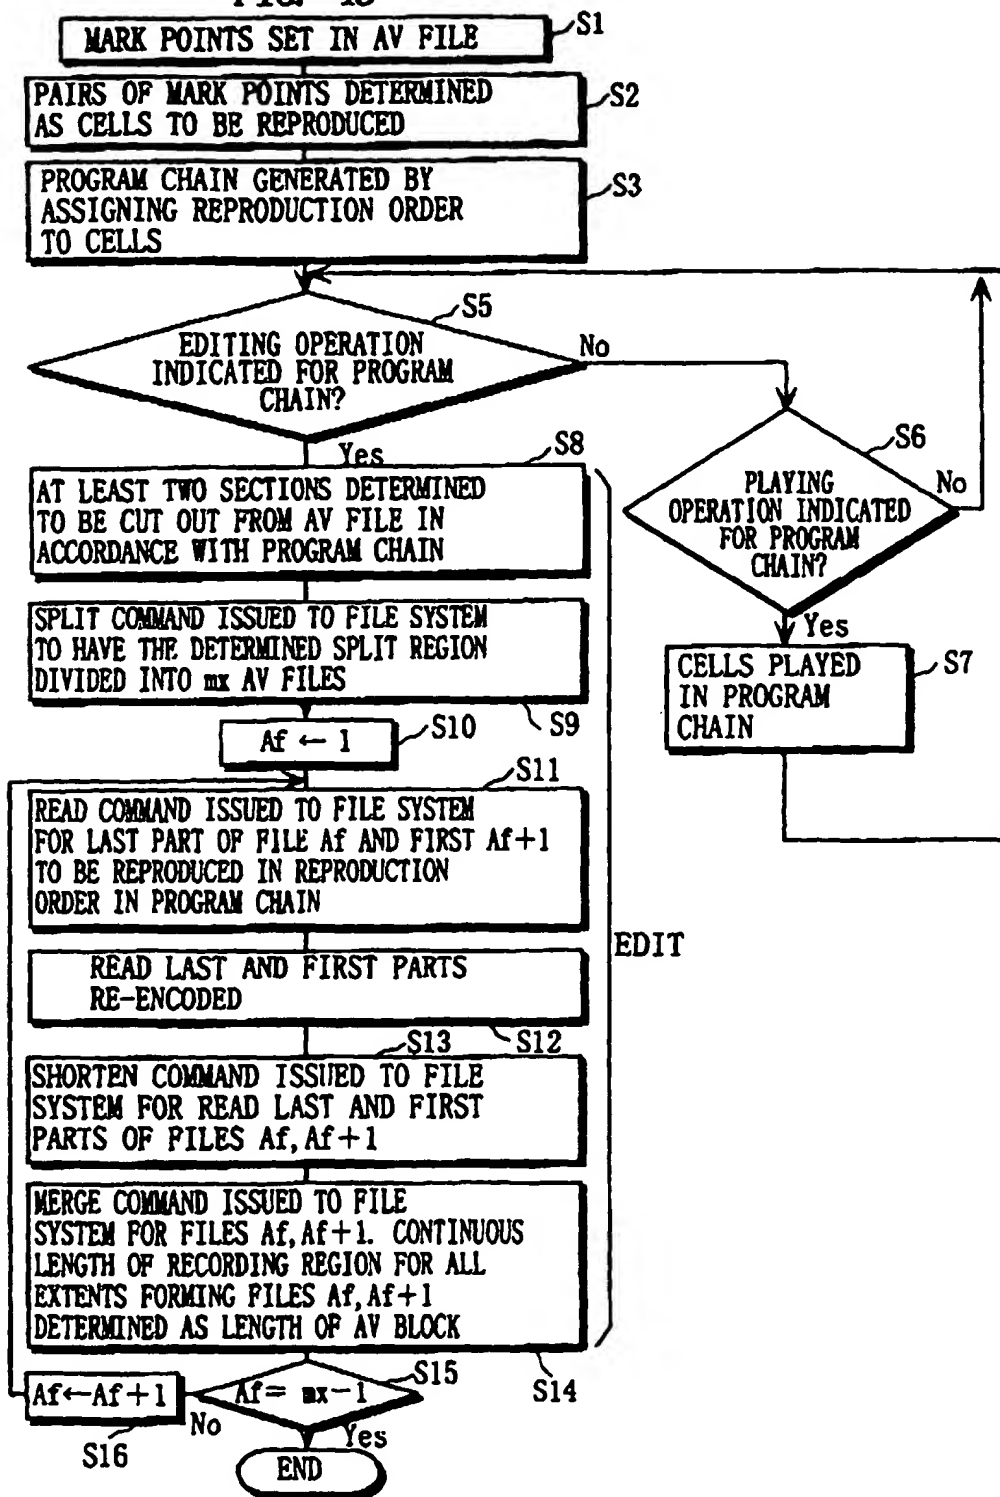 MARK POINTS SET IN AV FILE
S1
PAIRS OF MARK POINTS DETERMINED
AS CELLS TO BE REPRODUCED
S2
PROGRAM CHAIN GENERATED BY
ASSIGNING REPRODUCTION ORDER
TO CELLS
S3
S5
EDITING OPERATION
INDICATED FOR PROGRAM
CHAIN?
No
Yes
S6
PLAYING
OPERATION INDICATED
FOR PROGRAM
CHAIN?
No
Yes
S7
CELLS PLAYED
IN PROGRAM
CHAIN
S8
AT LEAST TWO SECTIONS DETERMINED
TO BE CUT OUT FROM AV FILE IN
ACCORDANCE WITH PROGRAM CHAIN
SPLIT COMMAND ISSUED TO FILE SYSTEM
TO HAVE THE DETERMINED SPLIT REGION
DIVIDED INTO mx AV FILES
S9
Af ← 1
S10
S11
READ COMMAND ISSUED TO FILE SYSTEM
FOR LAST PART OF FILE Af AND FIRST Af+1
TO BE REPRODUCED IN REPRODUCTION
ORDER IN PROGRAM CHAIN
EDIT
READ LAST AND FIRST PARTS
RE-ENCODED
S12
S13
SHORTEN COMMAND ISSUED TO FILE
SYSTEM FOR READ LAST AND FIRST
PARTS OF FILES Af, Af+1
MERGE COMMAND ISSUED TO FILE
SYSTEM FOR FILES Af, Af+1. CONTINUOUS
LENGTH OF RECORDING REGION FOR ALL
EXTENTS FORMING FILES Af, Af+1
DETERMINED AS LENGTH OF AV BLOCK
S14
S15
Af= mx-1
Af←Af+1
No
S16
Yes
END